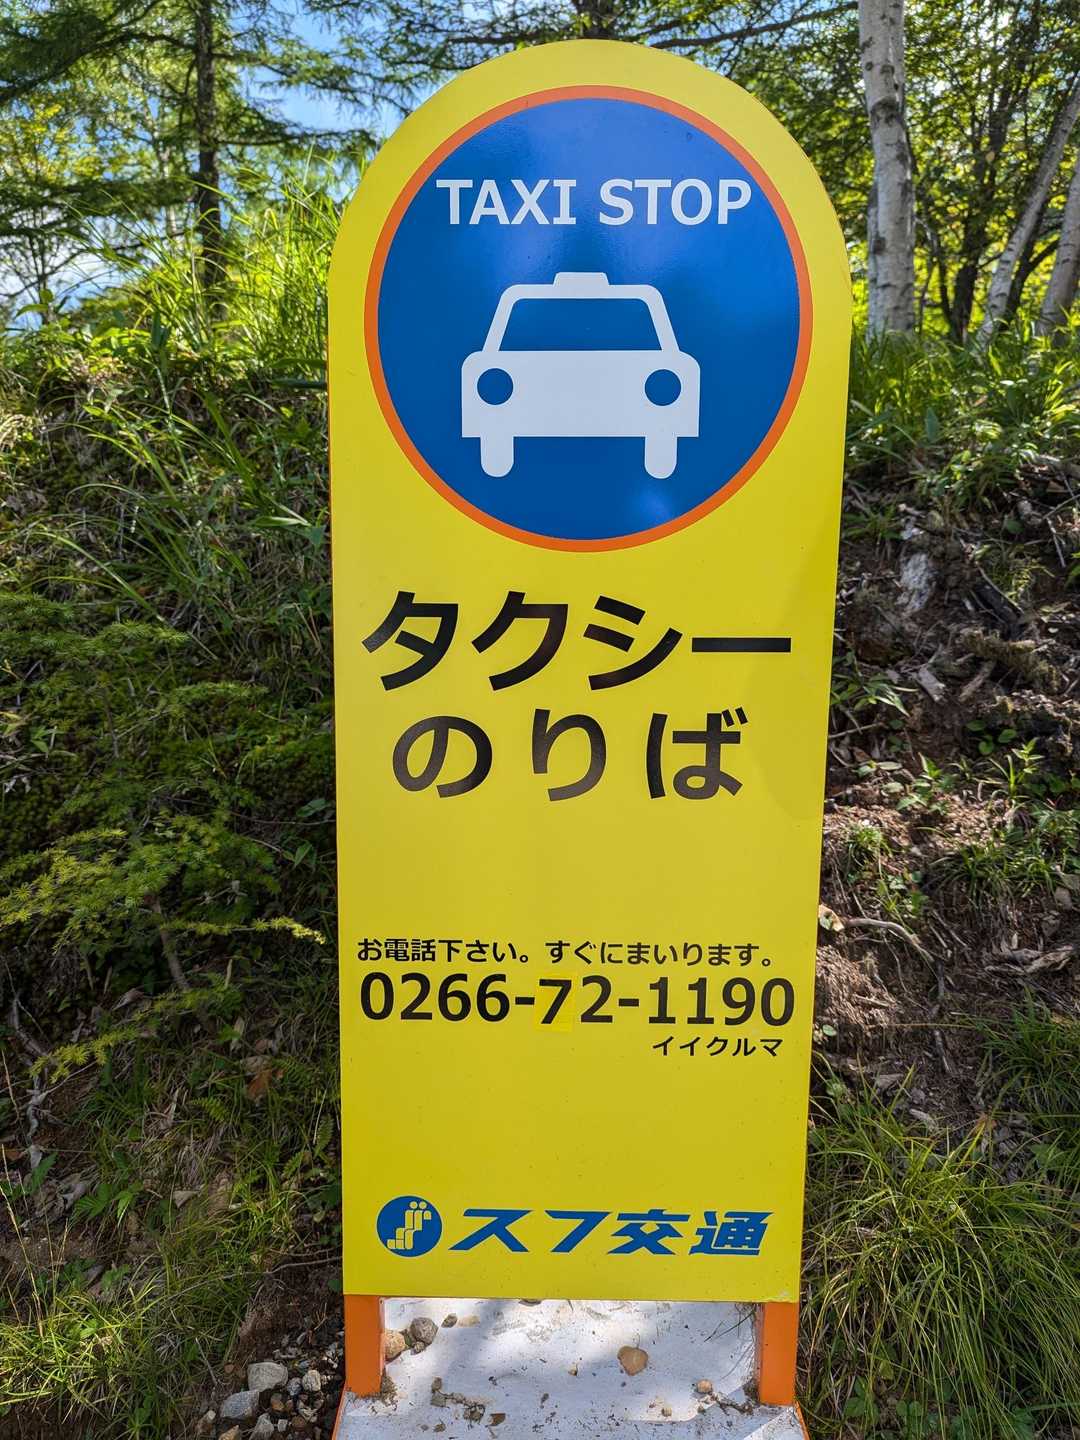 TAXI STOP
タクシー
のりば
お電話下さい。すぐにまいります。
0266-72-1190
イイクルマ
スフ交通